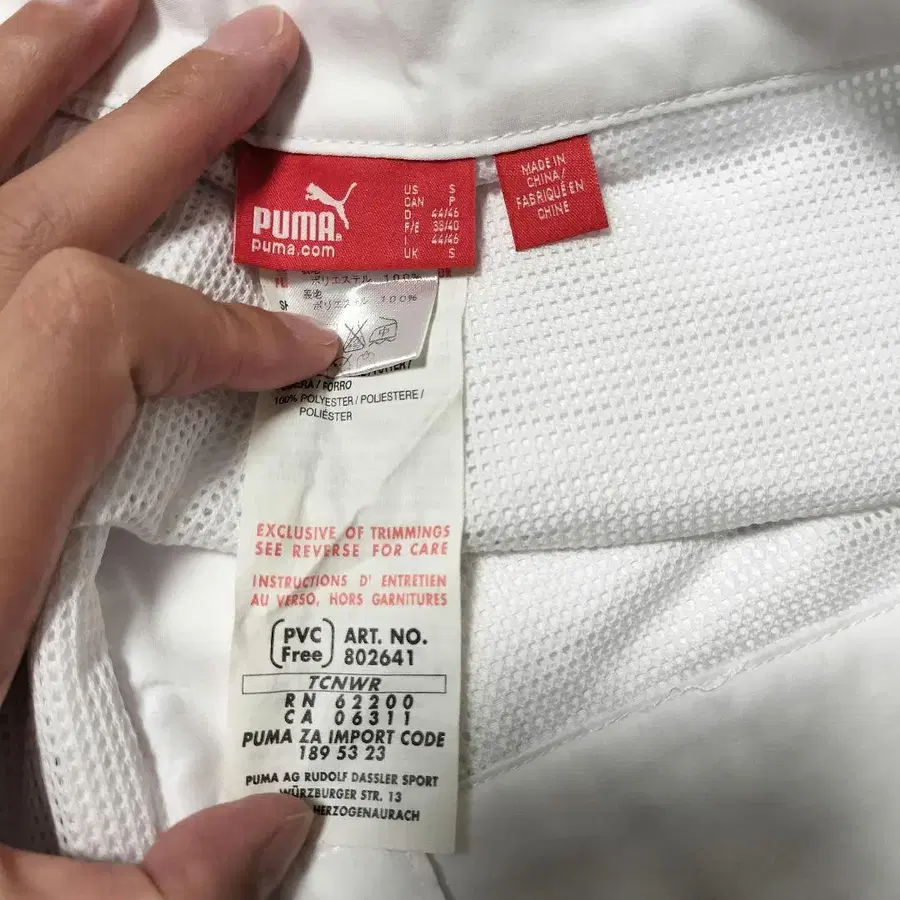 PUMA®
puma.com
US S
CAN P
D 44/46
F/E 38/40
I 44/46
UK S
MADE IN
CHINA/
FABRIQUÉ EN
CHINE
ポリエステル 100%
ポリエステル 100%
中
/ FORRO
100% POLYESTER / POLIESTERE /
POLIÉSTER
EXCLUSIVE OF TRIMMINGS
SEE REVERSE FOR CARE
INSTRUCTIONS D' ENTRETIEN
AU VERSO, HORS GARNITURES
PVC
Free
ART. NO.
802641
TCNWR
RN 62200
CA 06311
PUMA ZA IMPORT CODE
189 53 23
PUMA AG RUDOLF DASSLER SPORT
WÜRZBURGER STR. 13
HERZOGENAURACH